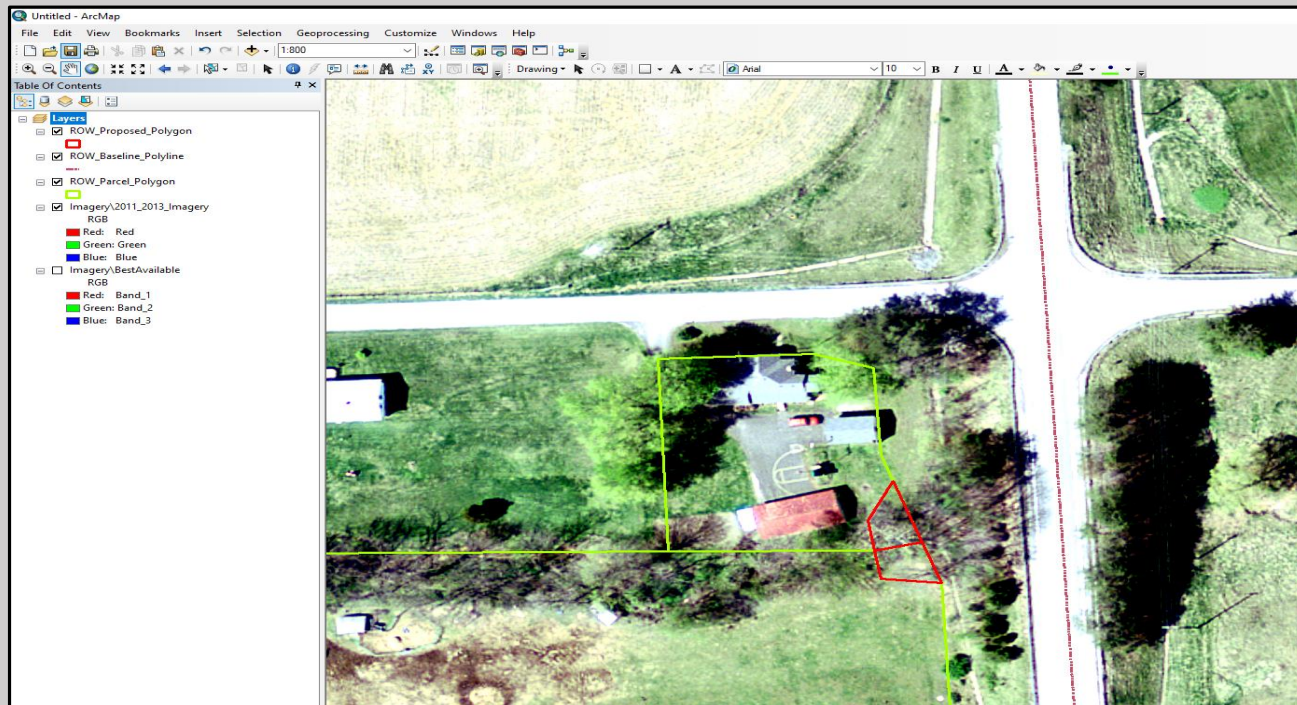 Untitled - ArcMap
File Edit View Bookmarks Insert Selection Geoprocessing Customize Windows Help
1:800
Drawing Arial 10 B I U A
Table Of Contents
Layers
ROW_Proposed_Polygon
ROW_Baseline_Polyline
ROW_Parcel_Polygon
Imagery\2011_2013_Imagery
RGB
Red: Red
Green: Green
Blue: Blue
Imagery\BestAvailable
RGB
Red: Band_1
Green: Band_2
Blue: Band_3